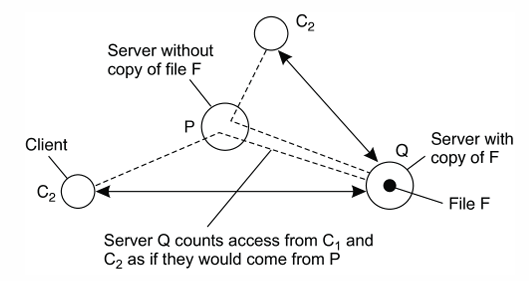 C₂
Server without
copy of file F
P
Client
Q
Server with
copy of F
C₂
File F
Server Q counts access from C₁ and
C₂ as if they would come from P